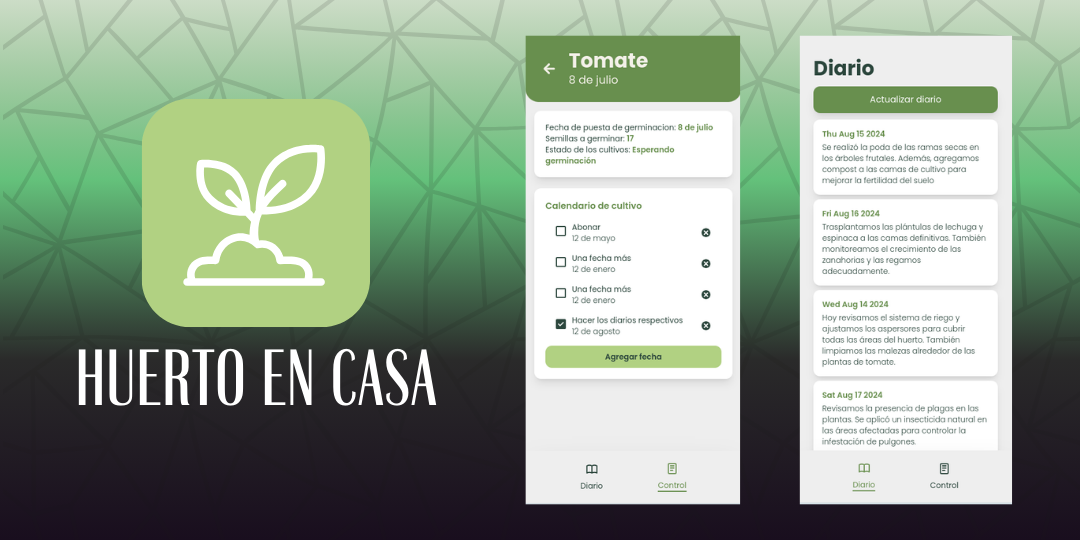 HUERTO EN CASA
Tomate
8 de julio
Fecha de puesta de germinacion: 8 de julio
Semillas a germinar: 17
Estado de los cultivos: Esperando
germinación
Calendario de cultivo
Abonar
12 de mayo
Una fecha más
12 de enero
Una fecha más
12 de enero
Hacer los diarios respectivos
12 de agosto
Agregar fecha
Diario
Control
Diario
Actualizar diario
Thu Aug 15 2024
Se realizó la poda de las ramas secas en
los árboles frutales. Además, agregamos
compost a las camas de cultivo para
mejorar la fertilidad del suelo
Fri Aug 16 2024
Trasplantamos las plántulas de lechuga y
espinaca a las camas definitivas. También
monitoreamos el crecimiento de las
zanahorias y las regamos
adecuadamente.
Wed Aug 14 2024
Hoy revisamos el sistema de riego y
ajustamos los aspersores para cubrir
todas las áreas del huerto. También
limpiamos las malezas alrededor de las
plantas de tomate.
Sat Aug 17 2024
Revisamos la presencia de plagas en las
plantas. Se aplicó un insecticida natural en
las áreas afectadas para controlar la
infestación de pulgones.
Diario
Control